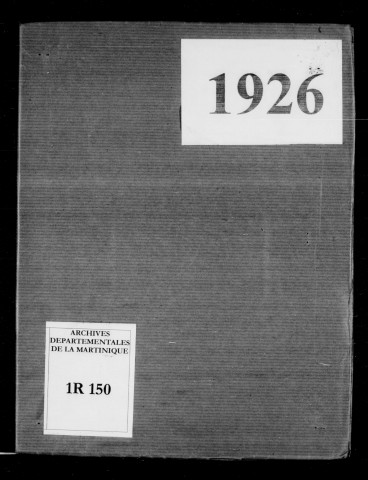 1926
ARCHIVES
DEPARTEMENTALES
DE LA MARTINIQUE
1R 150